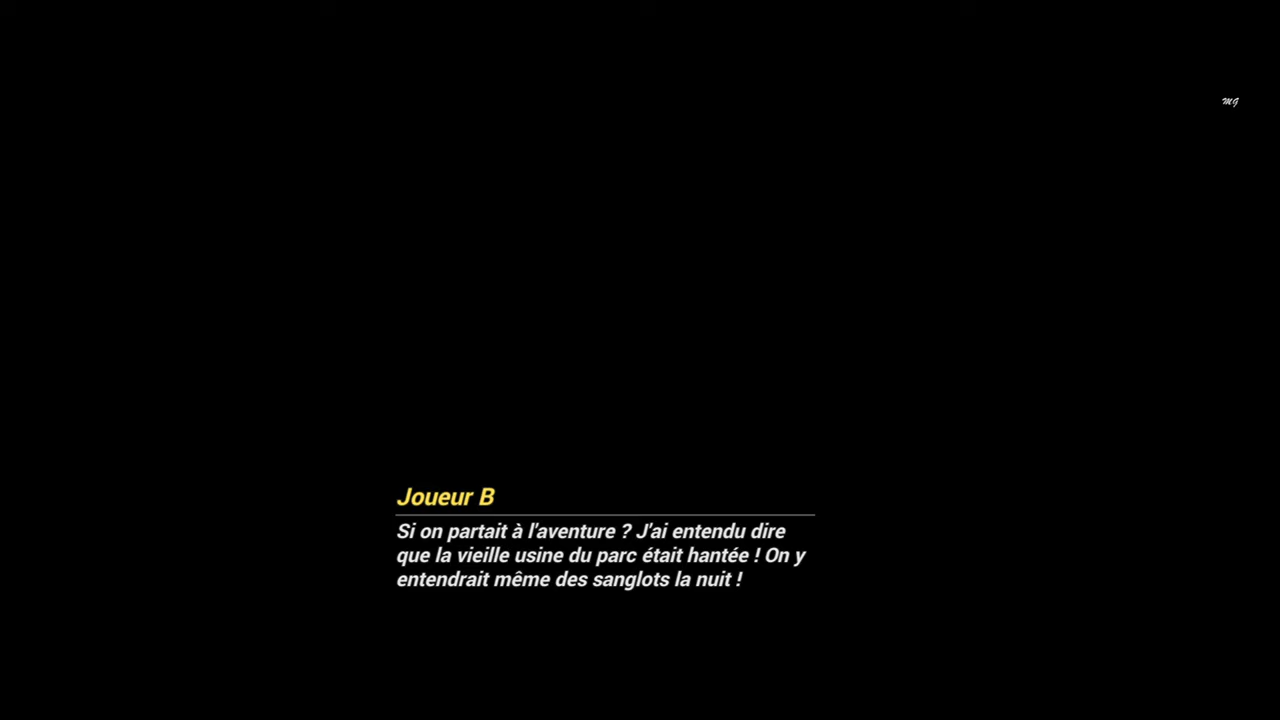 MG
Joueur B
Si on partait à l'aventure ? J'ai entendu dire
que la vieille usine du parc était hantée ! On y
entendrait même des sanglots la nuit !